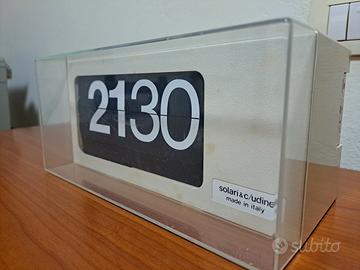 2130
solari&c/udine
made in italy
subito